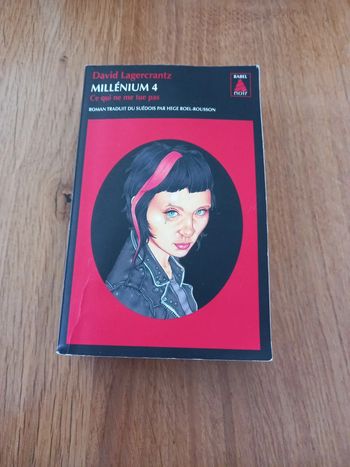 David Lagercrantz
MILLÉNIUM 4
Ce qui ne me tue pas
ROMAN TRADUIT DU SUÉDOIS PAR HEGE ROEL-ROUSSON
BABEL
noir